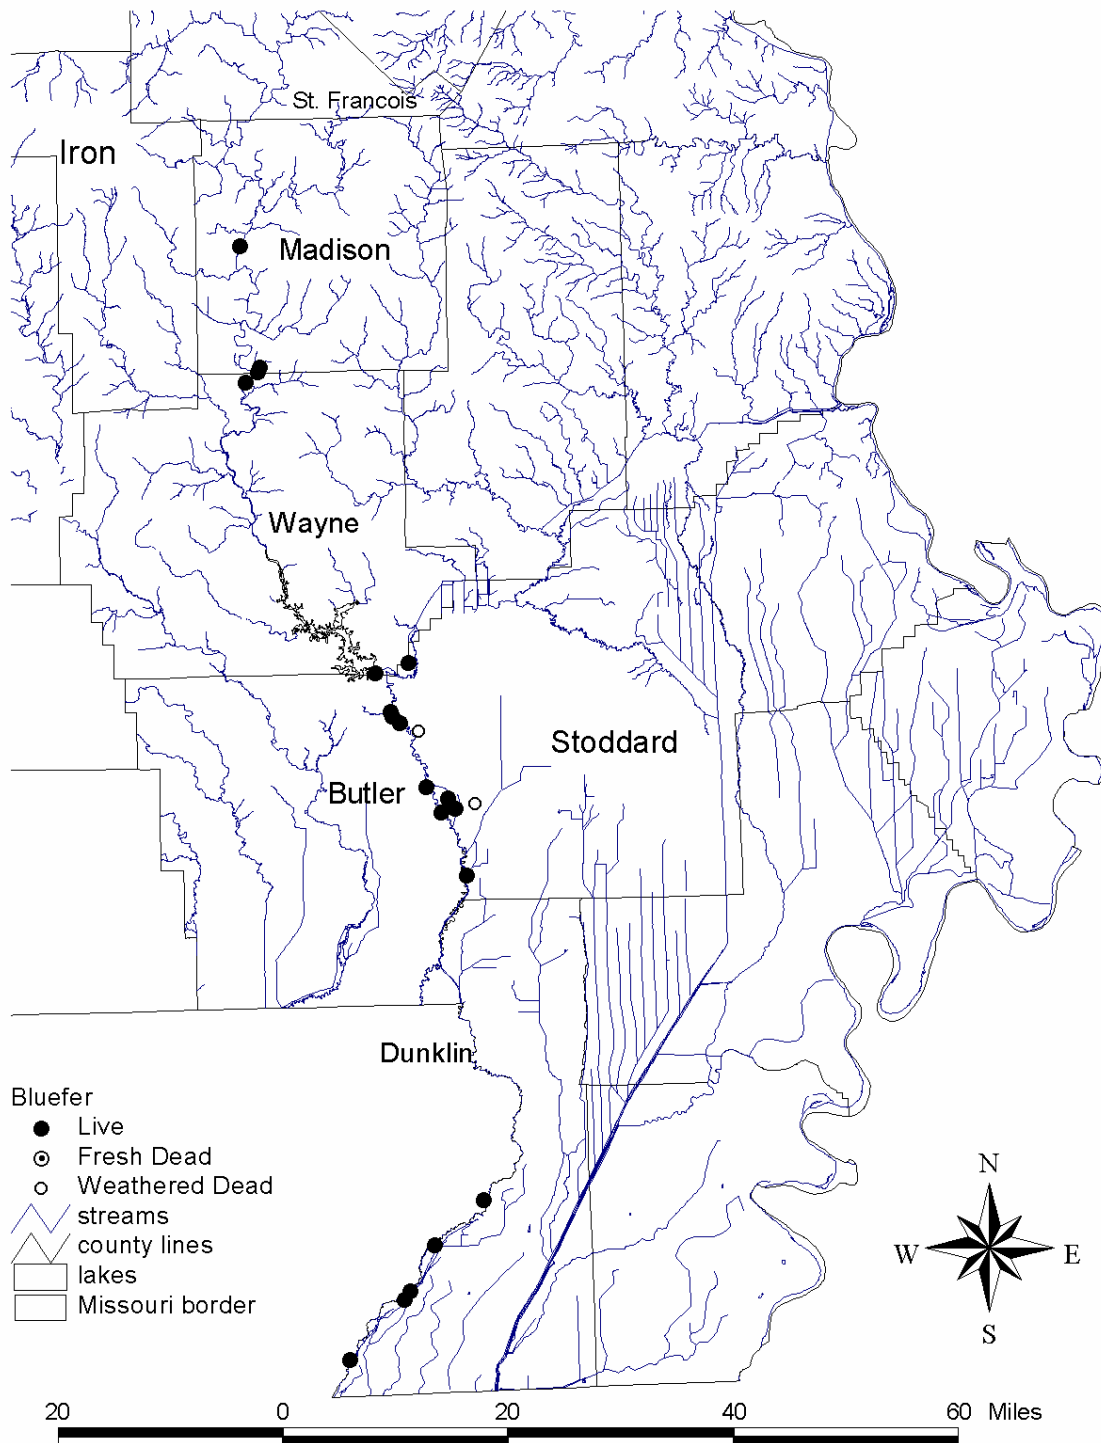 St. Francois
Iron
Madison
Wayne
Stoddard
Butler
Dunklin
Bluefer
Live
Fresh Dead
Weathered Dead
streams
county lines
lakes
Missouri border
N
W E
S
20 0 20 40 60 Miles